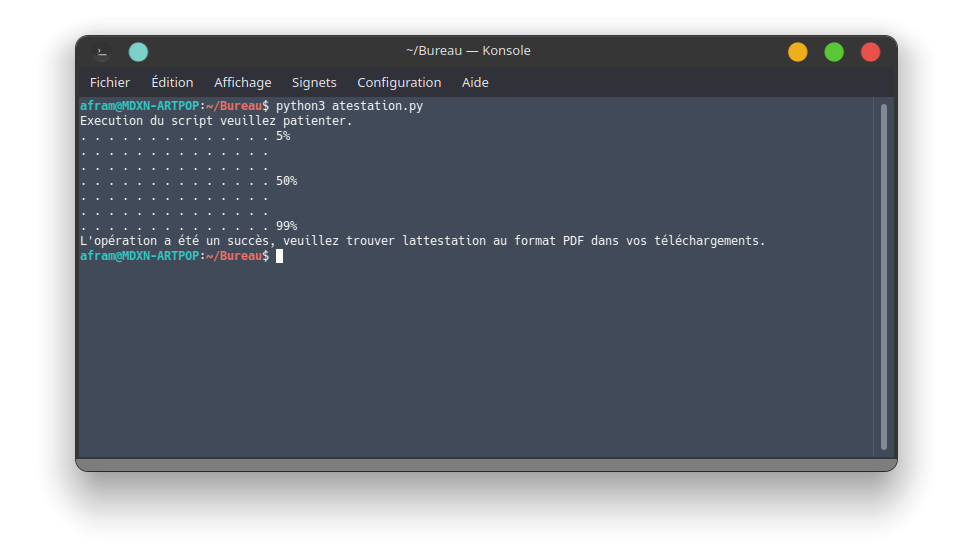 ~/Bureau — Konsole
Fichier Édition Affichage Signets Configuration Aide
afram@MDXN-ARTPOP:~/Bureau$ python3 atestation.py
Execution du script veuillez patienter.
. . . . . . . . . . . . . . 5%
. . . . . . . . . . . . . .
. . . . . . . . . . . . . .
. . . . . . . . . . . . . . 50%
. . . . . . . . . . . . . .
. . . . . . . . . . . . . .
. . . . . . . . . . . . . . 99%
L'opération a été un succès, veuillez trouver lattestation au format PDF dans vos téléchargements.
afram@MDXN-ARTPOP:~/Bureau$